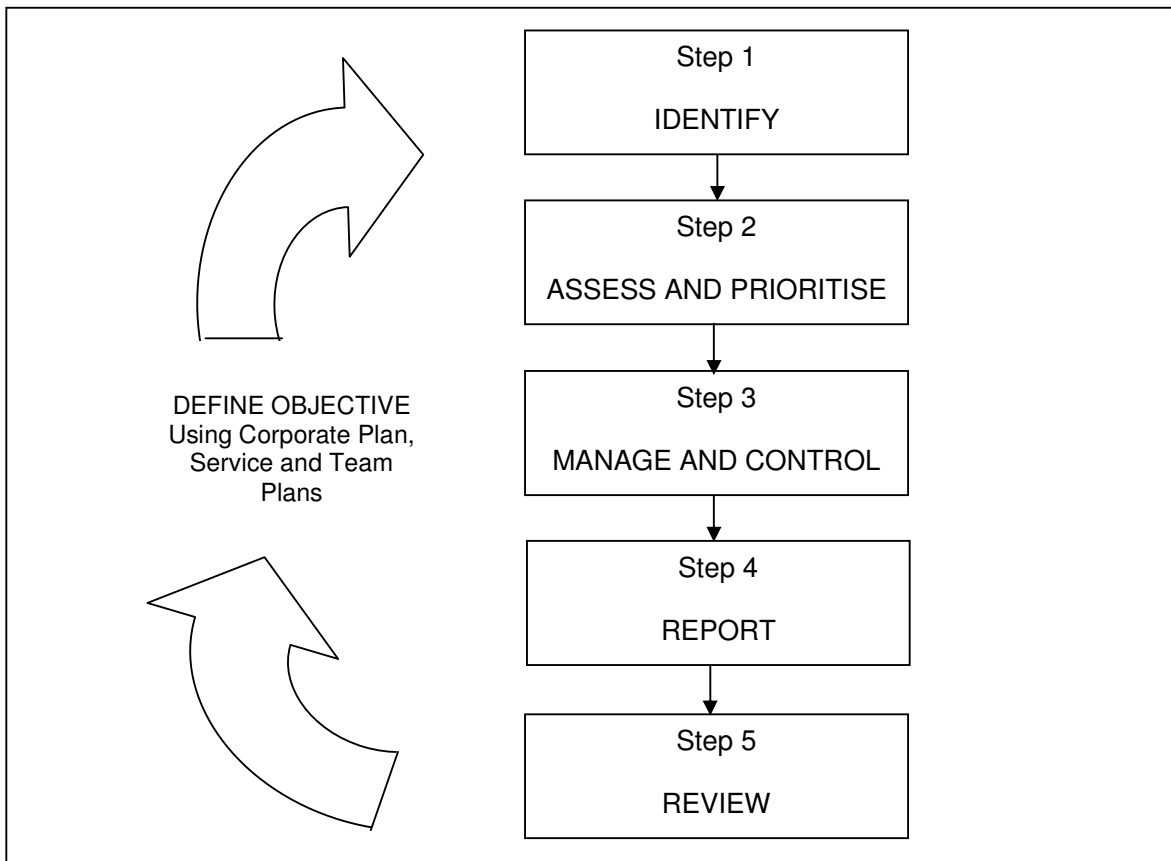 Step 1
IDENTIFY
Step 2
ASSESS AND PRIORITISE
Step 3
MANAGE AND CONTROL
DEFINE OBJECTIVE
Using Corporate Plan,
Service and Team
Plans
Step 4
REPORT
Step 5
REVIEW